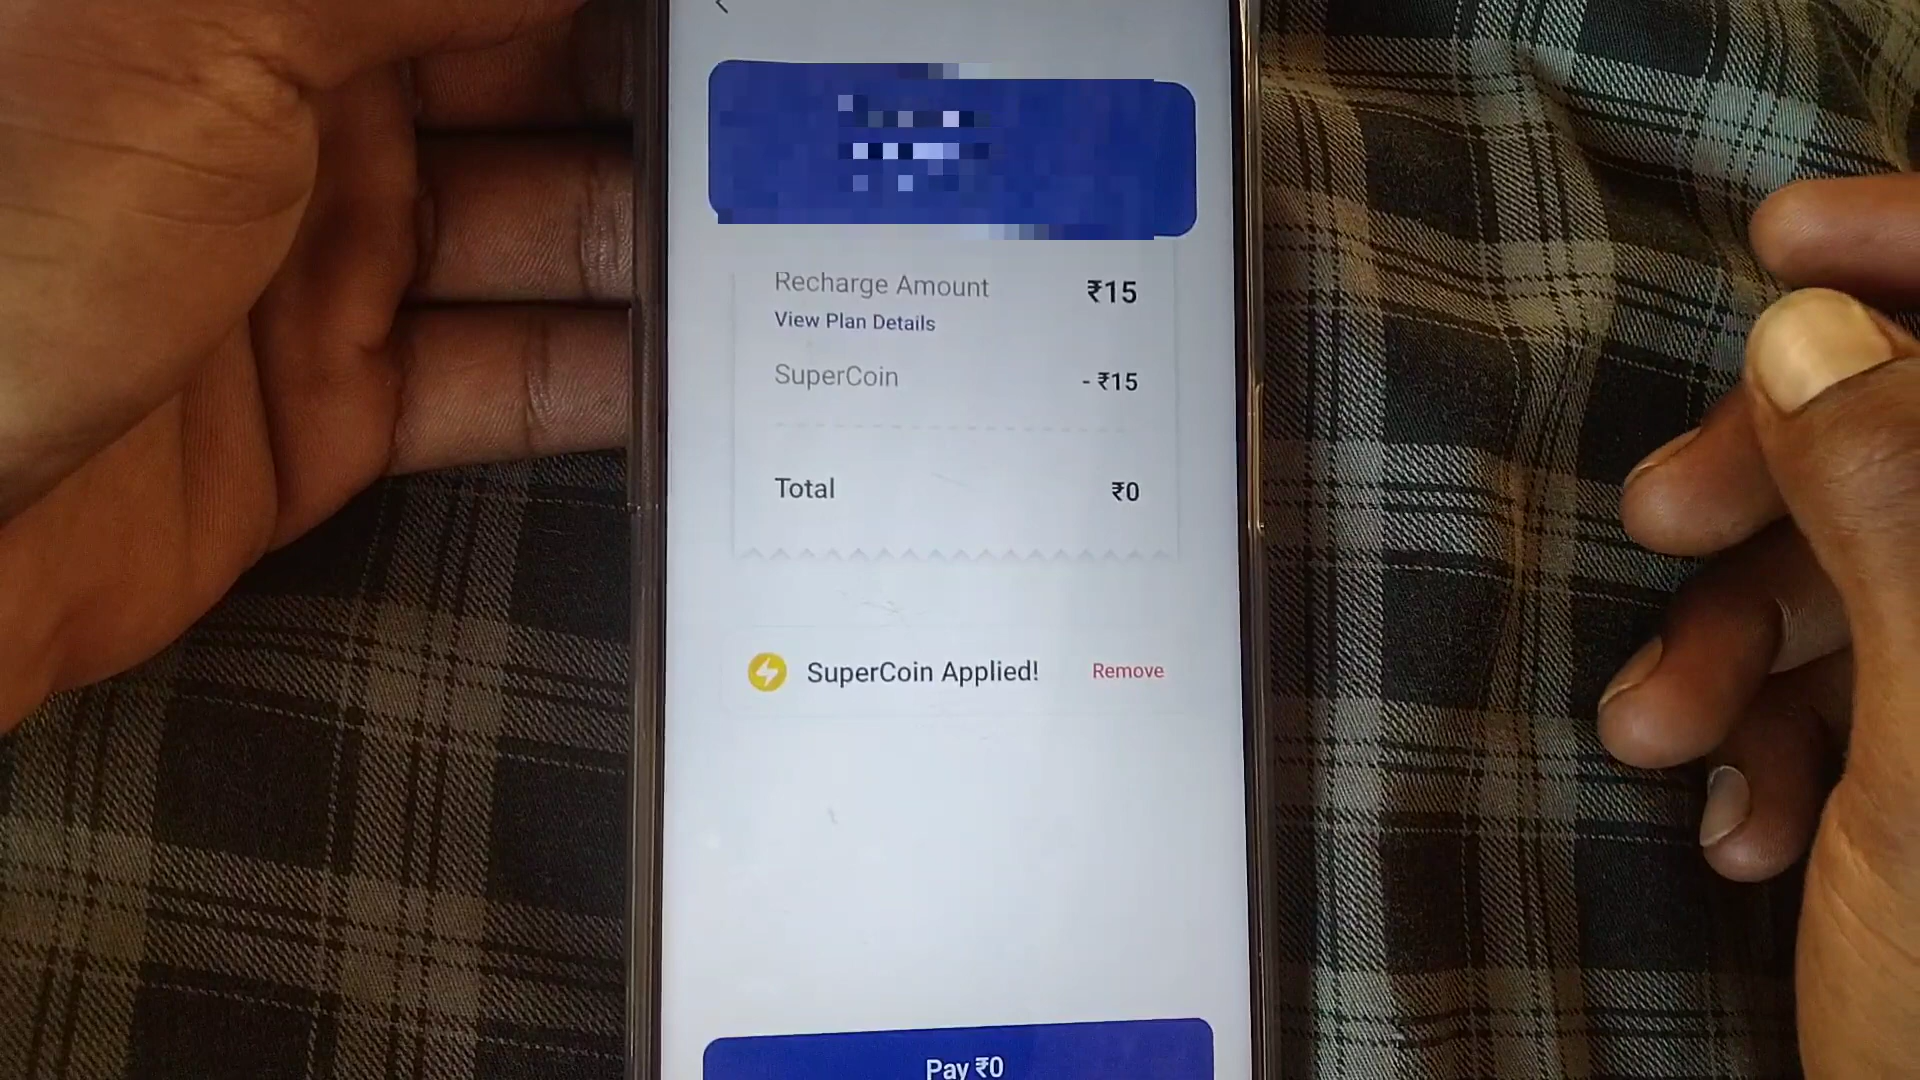 Recharge Amount ₹15
View Plan Details
SuperCoin - ₹15
Total ₹0
SuperCoin Applied! Remove
Pay ₹0